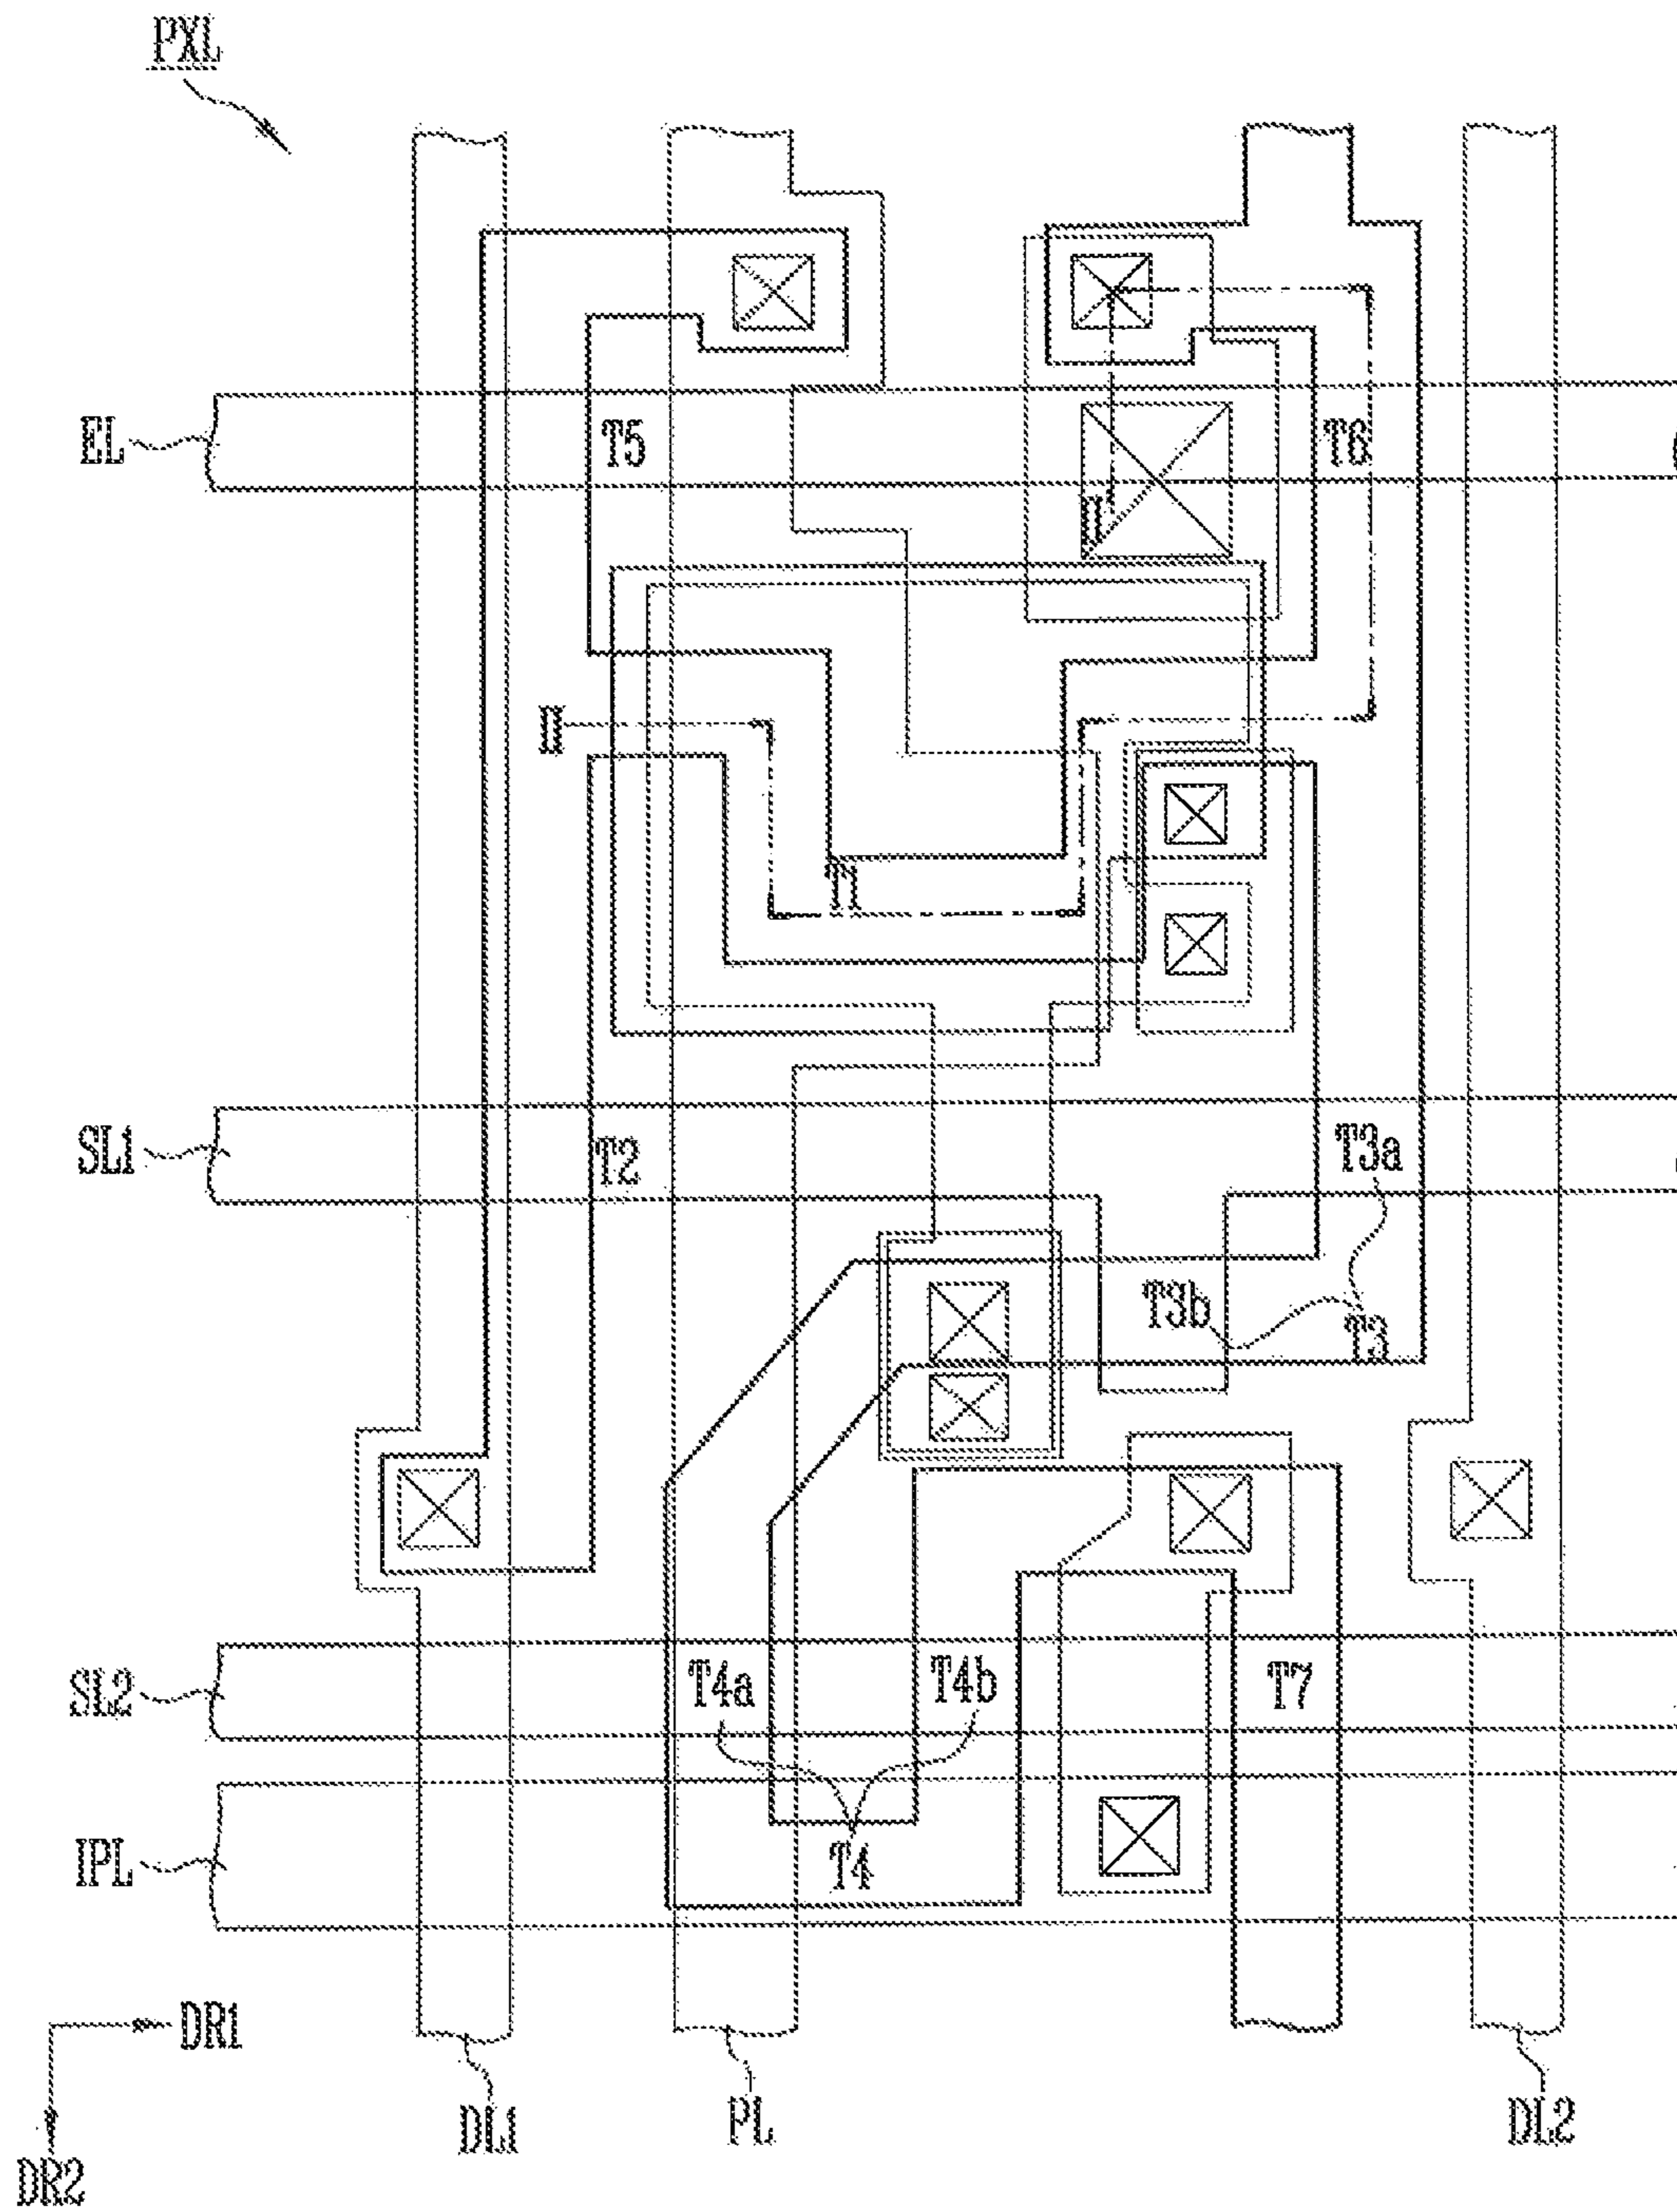 PXL
EL
T5
T6
II'
II
T1
SL1
T2
T3a
T3b
T3
SL2
T4a
T4b
T7
IPL
T4
DR1
DL1
PL
DL2
DR2